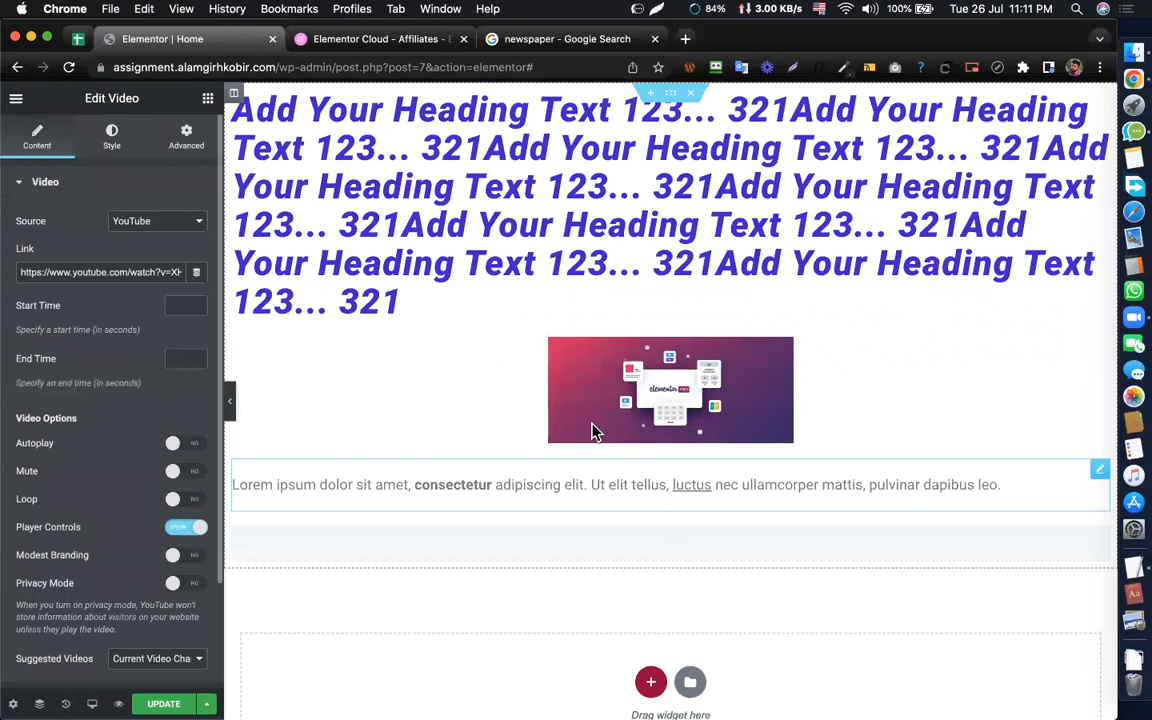 Chrome File Edit View History Bookmarks Profiles Tab Window Help 84% 3.00 KB/s 100% Tue 26 Jul 11:11 PM
Elementor | Home Elementor Cloud - Affiliates - newspaper - Google Search
assignment.alamgirhkobir.com/wp-admin/post.php?post=7&action=elementor#
Edit Video
Content Style Advanced
Video
Source YouTube
Link
https://www.youtube.com/watch?v=XH
Start Time
Specify a start time (in seconds)
End Time
Specify an end time (in seconds)
Video Options
Autoplay NO
Mute NO
Loop NO
Player Controls SHOW
Modest Branding NO
Privacy Mode NO
When you turn on privacy mode, YouTube won't
store information about visitors on your website
unless they play the video.
Suggested Videos Current Video Cha
UPDATE
Add Your Heading Text 123... 321Add Your Heading
Text 123... 321Add Your Heading Text 123... 321Add
Your Heading Text 123... 321Add Your Heading Text
123... 321Add Your Heading Text 123... 321Add
Your Heading Text 123... 321Add Your Heading Text
123... 321
elementor
Lorem ipsum dolor sit amet, consectetur adipiscing elit. Ut elit tellus, luctus nec ullamcorper mattis, pulvinar dapibus leo.
Drag widget here